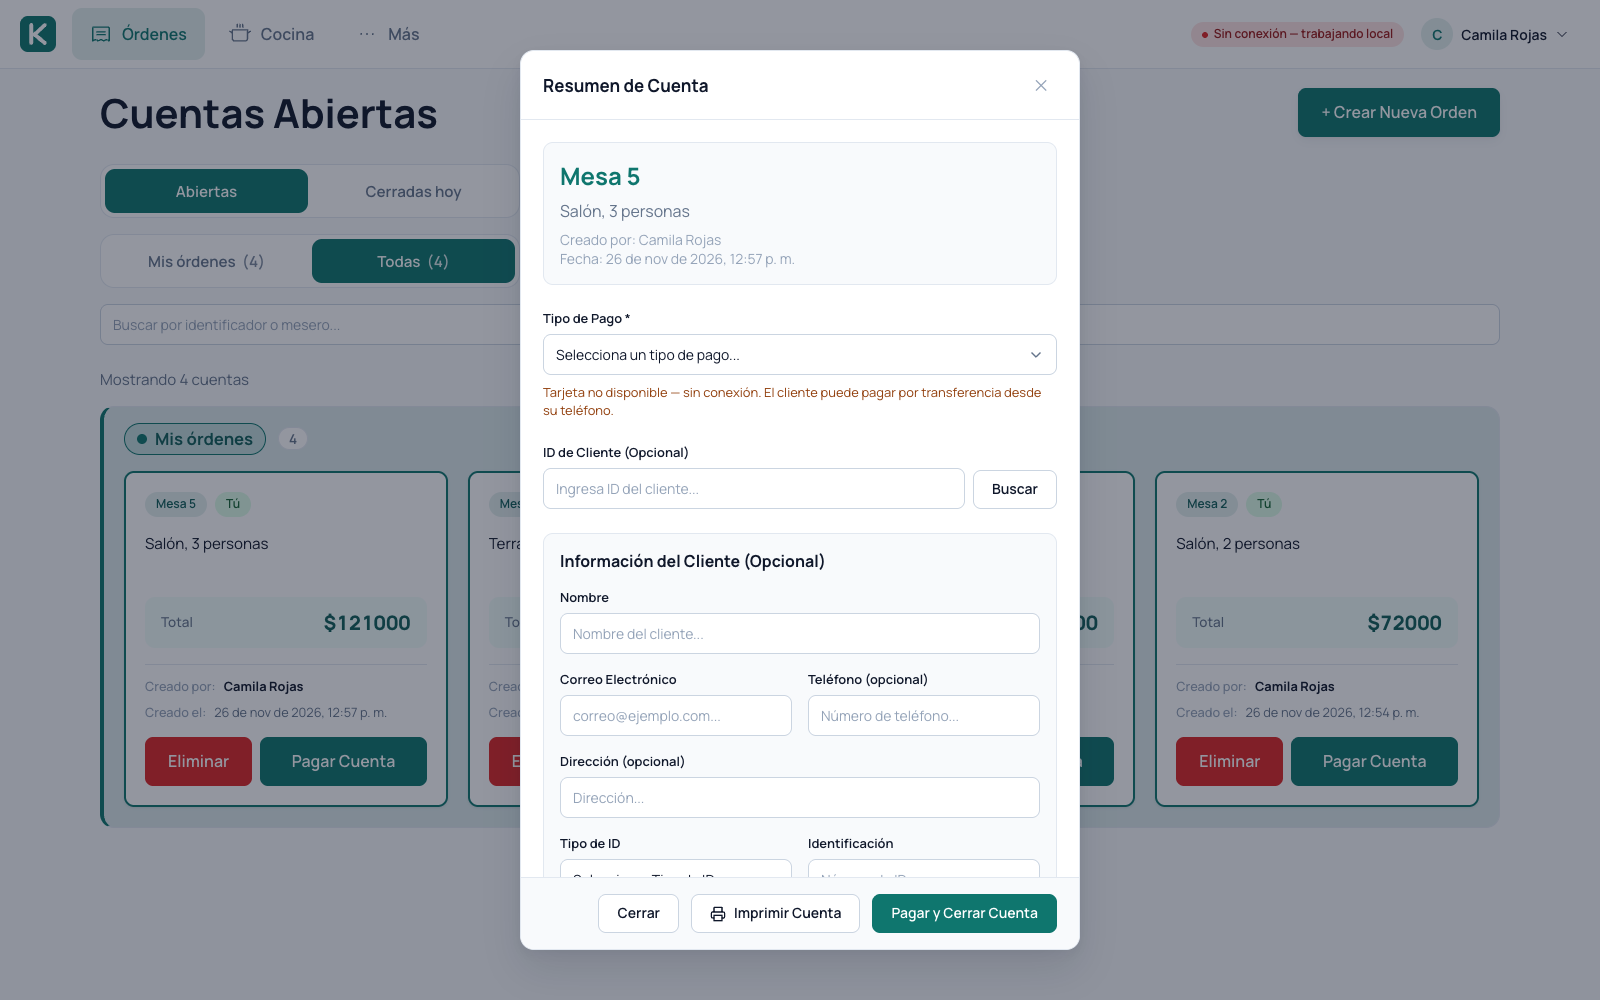 K
Órdenes
Cocina
Más
Sin conexión — trabajando local
C
Camila Rojas
Cuentas Abiertas
+ Crear Nueva Orden
Abiertas
Cerradas hoy
Mis órdenes (4)
Todas (4)
Buscar por identificador o mesero...
Mostrando 4 cuentas
Mis órdenes
4
Mesa 5
Tú
Salón, 3 personas
Total
$121000
Creado por: Camila Rojas
Creado el: 26 de nov de 2026, 12:57 p. m.
Eliminar
Pagar Cuenta
Mesa 2
Tú
Salón, 2 personas
Total
$72000
Creado por: Camila Rojas
Creado el: 26 de nov de 2026, 12:54 p. m.
Eliminar
Pagar Cuenta
Resumen de Cuenta
Mesa 5
Salón, 3 personas
Creado por: Camila Rojas
Fecha: 26 de nov de 2026, 12:57 p. m.
Tipo de Pago *
Selecciona un tipo de pago...
Tarjeta no disponible — sin conexión. El cliente puede pagar por transferencia desde
su teléfono.
ID de Cliente (Opcional)
Ingresa ID del cliente...
Buscar
Información del Cliente (Opcional)
Nombre
Nombre del cliente...
Correo Electrónico
Teléfono (opcional)
correo@ejemplo.com...
Número de teléfono...
Dirección (opcional)
Dirección...
Tipo de ID
Identificación
Cerrar
Imprimir Cuenta
Pagar y Cerrar Cuenta